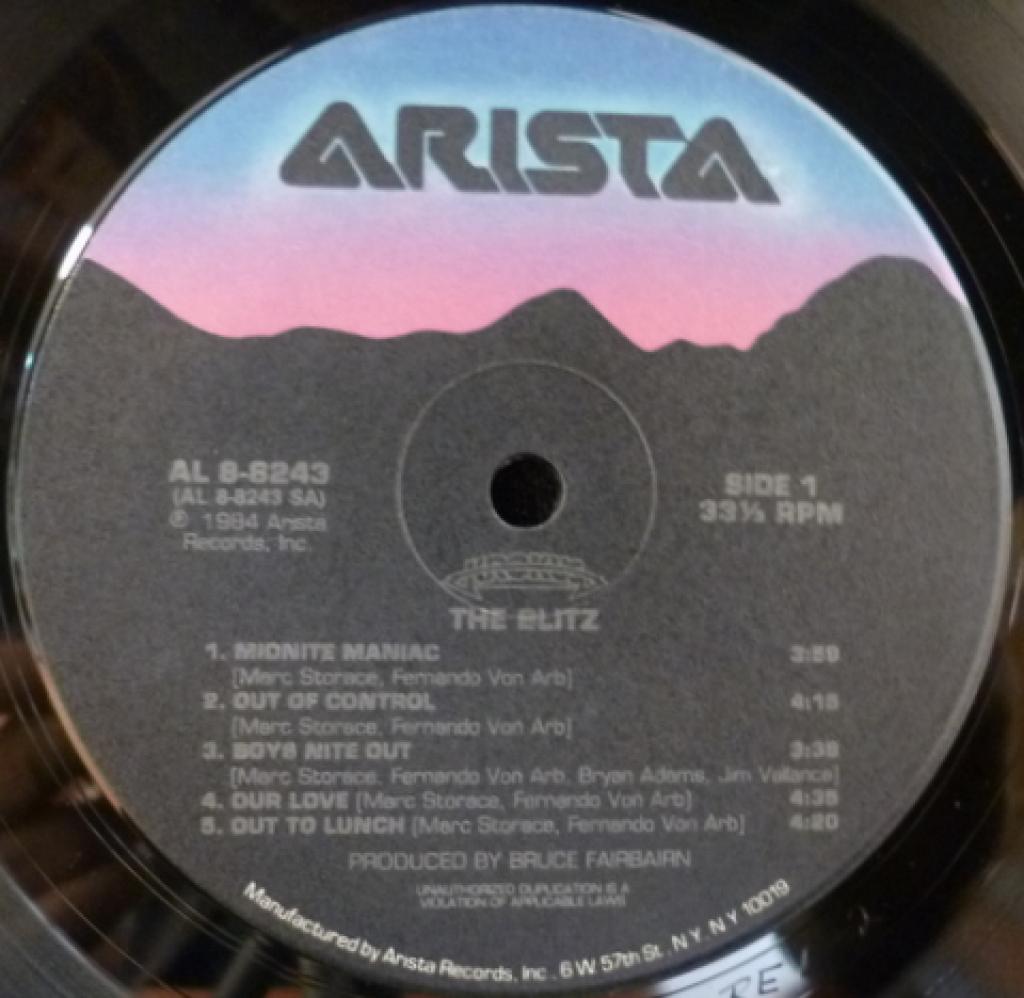 ARISTA
AL 8-8243
(AL 8-8243 SA)
℗ 1984 Arista
Records, Inc.
SIDE 1
33⅓ RPM
KROKUS
THE BLITZ
1. MIDNITE MANIAC 3:59
[Marc Storace, Fernando Von Arb]
2. OUT OF CONTROL 4:15
[Marc Storace, Fernando Von Arb]
3. BOYS NITE OUT 3:38
[Marc Storace, Fernando Von Arb, Bryan Adams, Jim Vallance]
4. OUR LOVE [Marc Storace, Fernando Von Arb] 4:35
5. OUT TO LUNCH [Marc Storace, Fernando Von Arb] 4:20
PRODUCED BY BRUCE FAIRBAIRN
UNAUTHORIZED DUPLICATION IS A
VIOLATION OF APPLICABLE LAWS
Manufactured by Arista Records, Inc. 6 W 57th St. N Y. N Y 10019